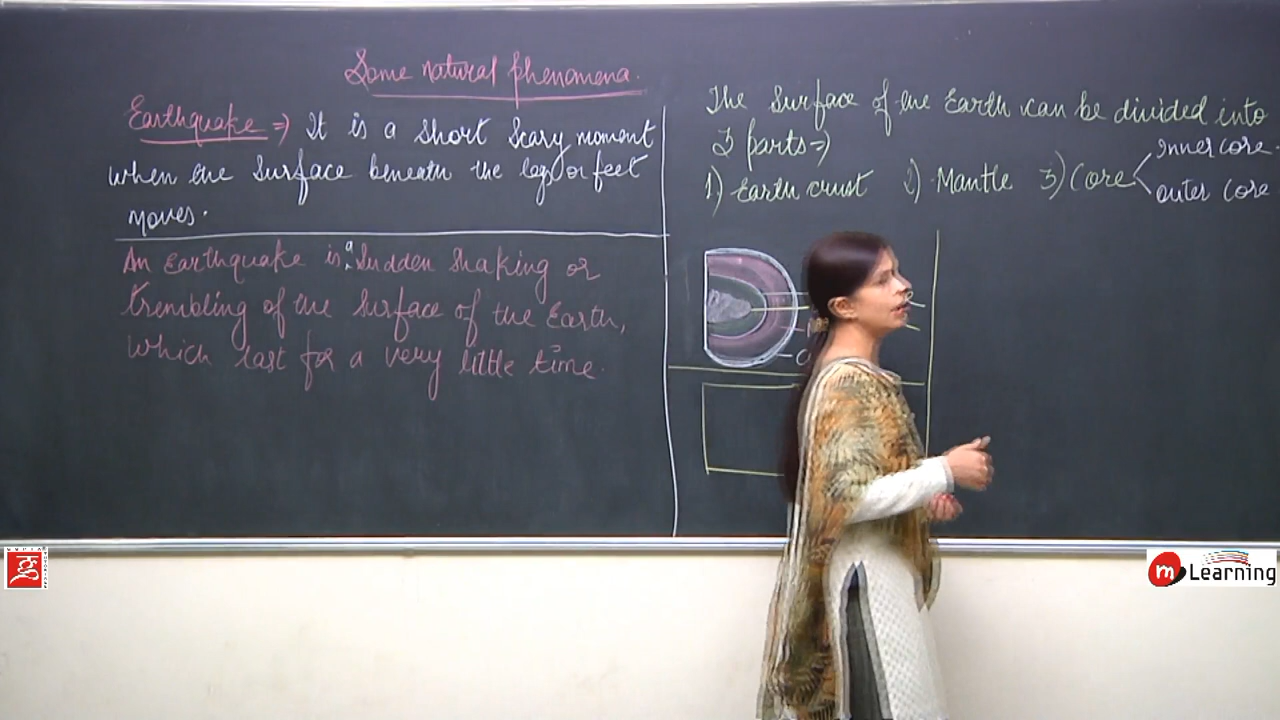 Some natural phenomena.
Earthquake ⇒ It is a short scary moment
when the surface beneath the legs or feet
moves.
An Earthquake is a sudden shaking or
trembling of the surface of the Earth,
which last for a very little time.
The surface of the Earth can be divided into
3 parts ⇒
1) Earth crust 2) Mantle 3) Core
Inner core.
outer core
m Learning